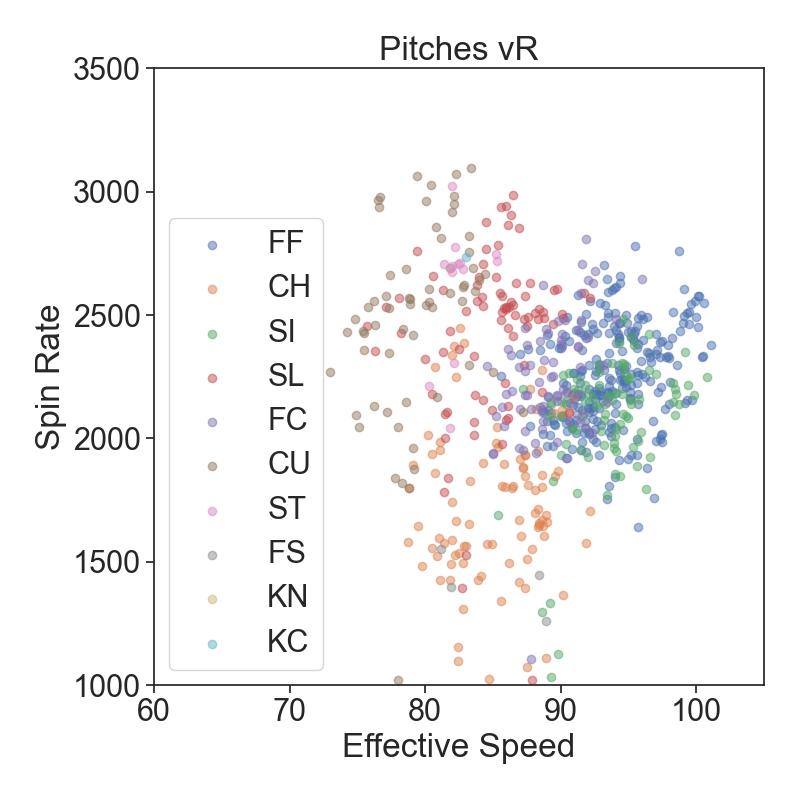 Pitches vR
3500
3000
2500
2000
1500
1000
Spin Rate
FF
CH
SI
SL
FC
CU
ST
FS
KN
KC
60
70
80
90
100
Effective Speed